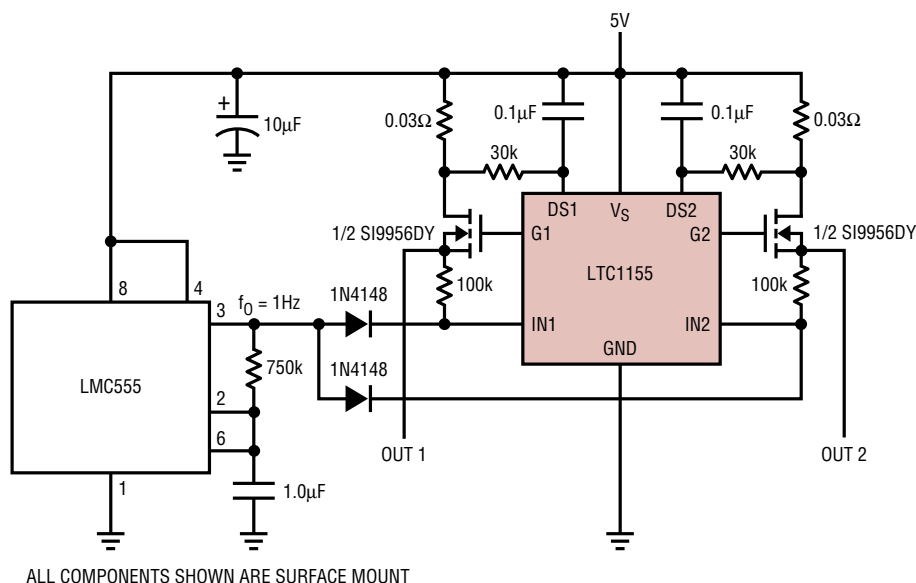 5V
+
10µF
0.03Ω
0.1µF
0.1µF
0.03Ω
30k
30k
DS1
VS
DS2
1/2 SI9956DY
G1
G2
1/2 SI9956DY
LTC1155
100k
100k
8
4
3
fO = 1Hz
1N4148
IN1
IN2
GND
LMC555
750k
1N4148
2
6
OUT 1
OUT 2
1
1.0µF
ALL COMPONENTS SHOWN ARE SURFACE MOUNT